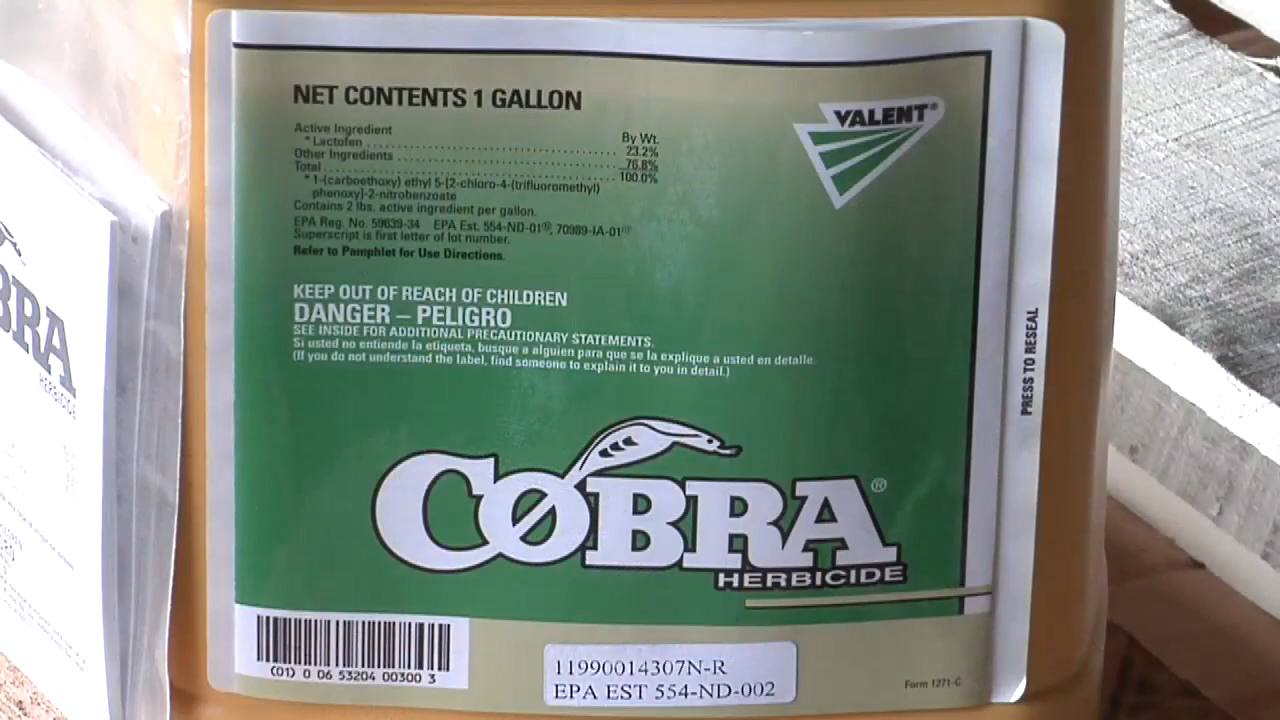 NET CONTENTS 1 GALLON
VALENT®
Active Ingredient By Wt.
*Lactofen 23.2%
Other Ingredients 76.8%
Total 100.0%
*1-(carboethoxy) ethyl 5-[2-chloro-4-(trifluoromethyl)
phenoxy]-2-nitrobenzoate
Contains 2 lbs. active ingredient per gallon.
EPA Reg. No. 59639-34 EPA Est. 554-ND-01 , 70989-IA-01
Superscript is first letter of lot number.
Refer to Pamphlet for Use Directions.
KEEP OUT OF REACH OF CHILDREN
DANGER – PELIGRO
SEE INSIDE FOR ADDITIONAL PRECAUTIONARY STATEMENTS.
Si usted no entiende la etiqueta, busque a alguien para que se la explique a usted en detalle.
(If you do not understand the label, find someone to explain it to you in detail.)
COBRA®
HERBICIDE
PRESS TO RESEAL
(01) 0 06 53204 00300 3
11990014307N-R
EPA EST 554-ND-002
Form 1271-C
BRA
HERBICIDE